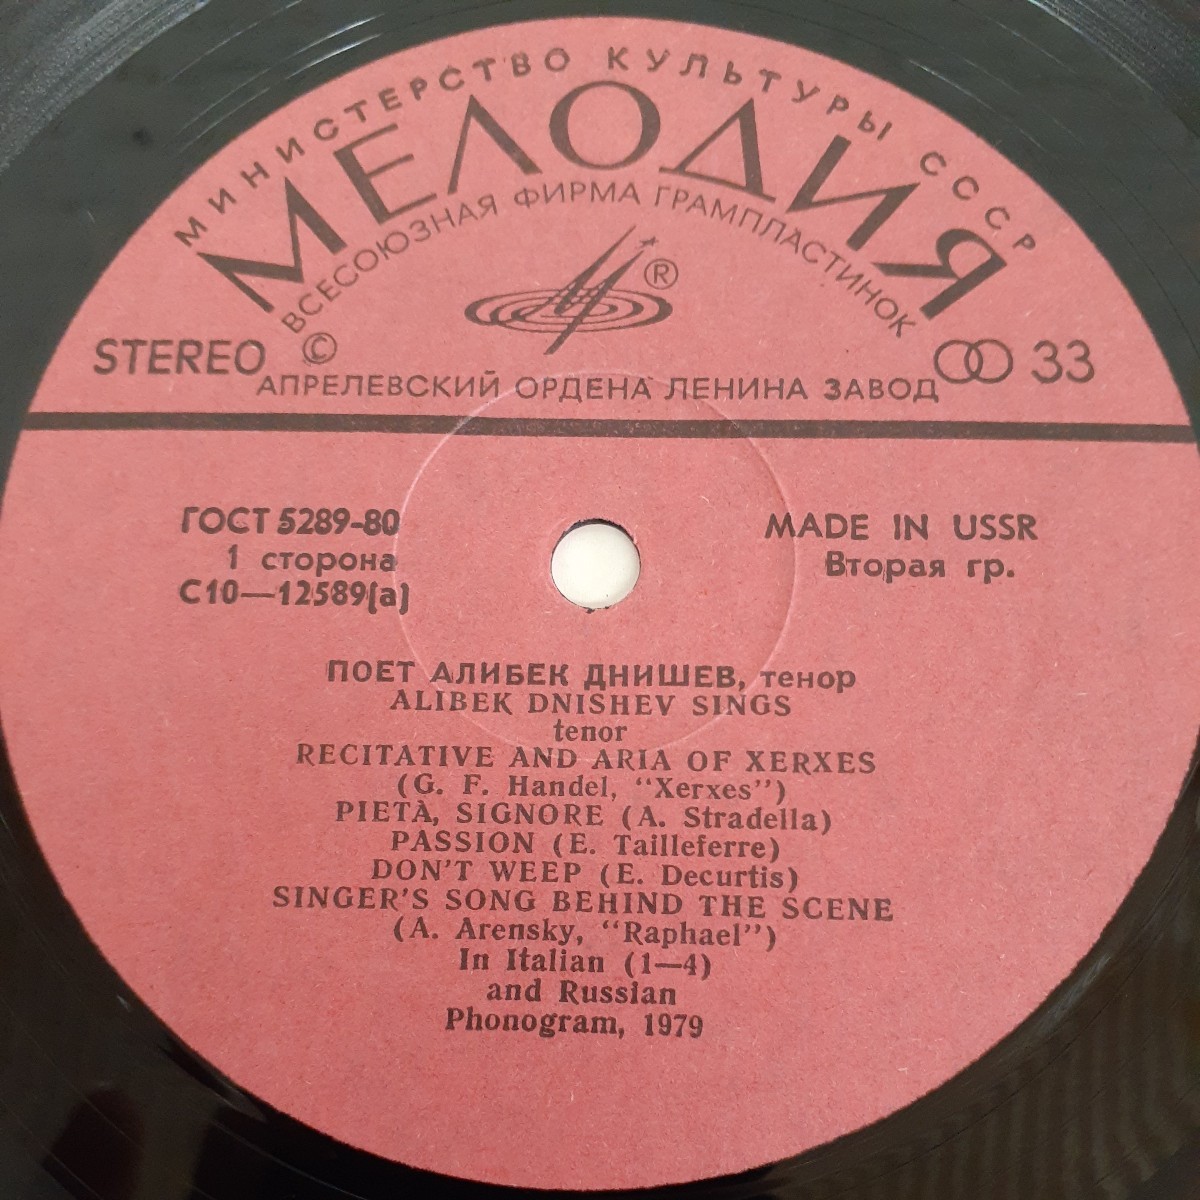 МИНИСТЕРСТВО КУЛЬТУРЫ СССР
МЕЛОДИЯ
ВСЕСОЮЗНАЯ ФИРМА ГРАМПЛАСТИНОК
®
STEREO © 33
АПРЕЛЕВСКИЙ ОРДЕНА ЛЕНИНА ЗАВОД
ГОСТ 5289-80
1 сторона
С10—12589(а)
MADE IN USSR
Вторая гр.
ПОЕТ АЛИБЕК ДНИШЕВ, тенор
ALIBEK DNISHEV SINGS
tenor
RECITATIVE AND ARIA OF XERXES
(G. F. Handel, “Xerxes”)
PIETÀ, SIGNORE (A. Stradella)
PASSION (E. Tailleferre)
DON'T WEEP (E. Decurtis)
SINGER'S SONG BEHIND THE SCENE
(A. Arensky, “Raphael”)
In Italian (1—4)
and Russian
Phonogram, 1979